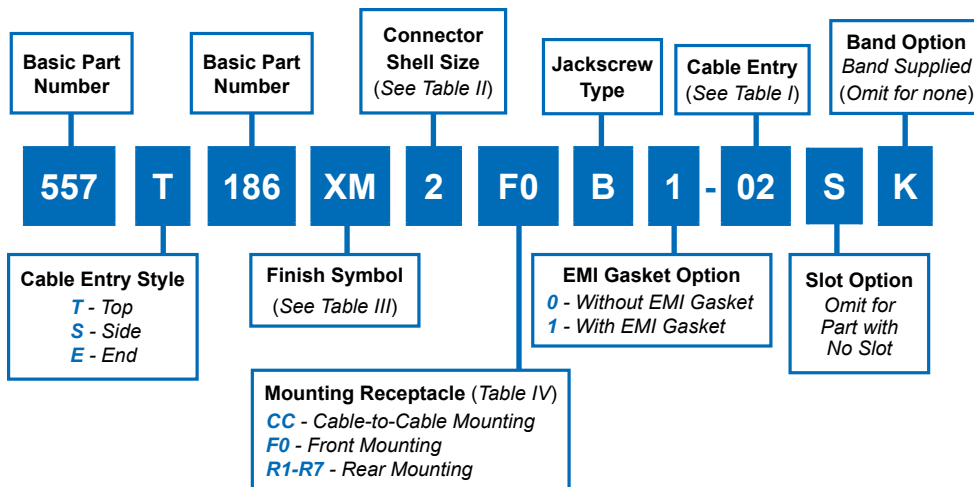 Basic Part
Number
Basic Part
Number
Connector
Shell Size
(See Table II)
Jackscrew
Type
Cable Entry
(See Table I)
Band Option
Band Supplied
(Omit for none)
557 T 186 XM 2 F0 B 1 - 02 S K
Cable Entry Style
T - Top
S - Side
E - End
Finish Symbol
(See Table III)
Mounting Receptacle (Table IV)
CC - Cable-to-Cable Mounting
F0 - Front Mounting
R1-R7 - Rear Mounting
EMI Gasket Option
0 - Without EMI Gasket
1 - With EMI Gasket
Slot Option
Omit for
Part with
No Slot